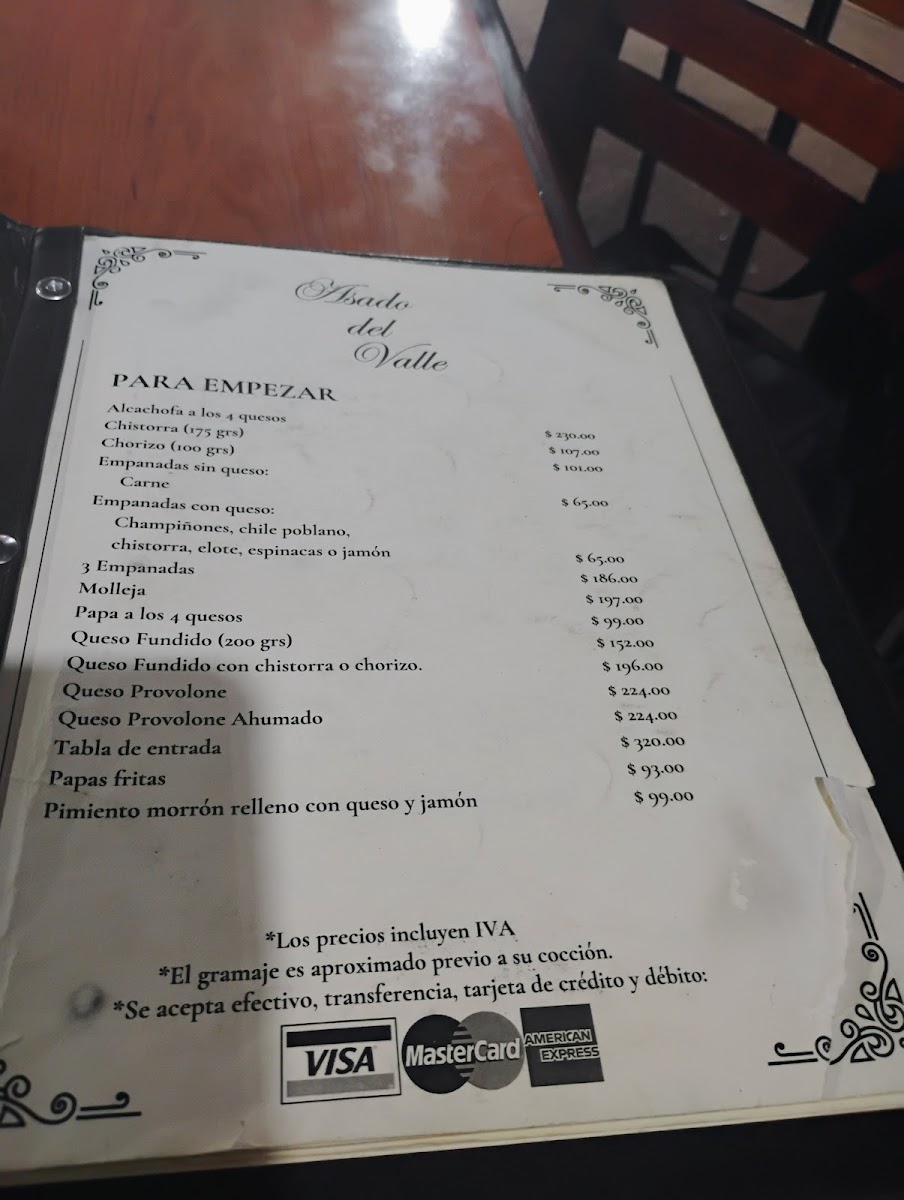 Asado
del
Valle
PARA EMPEZAR
Alcachofa a los 4 quesos $ 230.00
Chistorra (175 grs) $ 107.00
Chorizo (100 grs) $ 101.00
Empanadas sin queso:
Carne $ 65.00
Empanadas con queso:
Champiñones, chile poblano,
chistorra, elote, espinacas o jamón $ 65.00
3 Empanadas $ 186.00
Molleja $ 197.00
Papa a los 4 quesos $ 99.00
Queso Fundido (200 grs) $ 152.00
Queso Fundido con chistorra o chorizo. $ 196.00
Queso Provolone $ 224.00
Queso Provolone Ahumado $ 224.00
Tabla de entrada $ 320.00
Papas fritas $ 93.00
Pimiento morrón relleno con queso y jamón $ 99.00
*Los precios incluyen IVA
*El gramaje es aproximado previo a su cocción.
*Se acepta efectivo, transferencia, tarjeta de crédito y débito:
VISA MasterCard AMERICAN EXPRESS